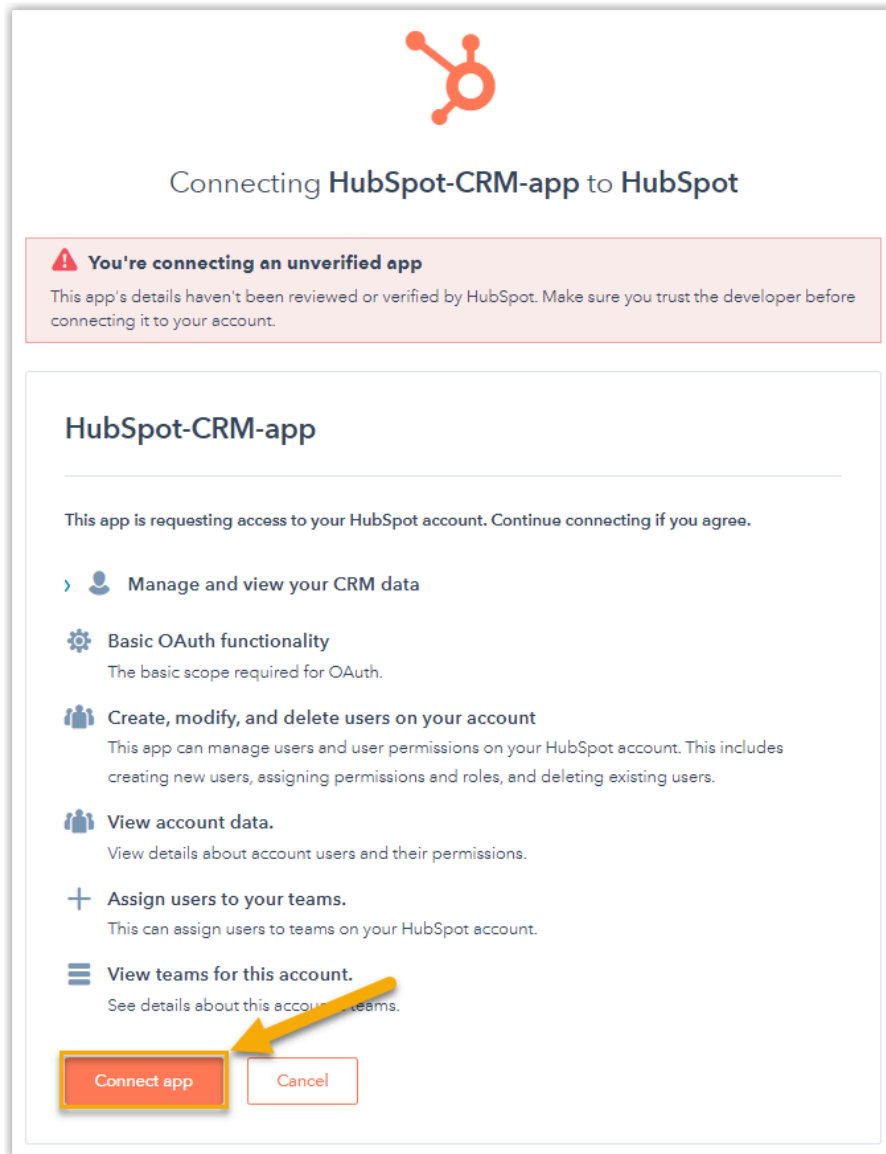 Connecting HubSpot-CRM-app to HubSpot
You're connecting an unverified app
This app's details haven't been reviewed or verified by HubSpot. Make sure you trust the developer before
connecting it to your account.
HubSpot-CRM-app
This app is requesting access to your HubSpot account. Continue connecting if you agree.
Manage and view your CRM data
Basic OAuth functionality
The basic scope required for OAuth.
Create, modify, and delete users on your account
This app can manage users and user permissions on your HubSpot account. This includes
creating new users, assigning permissions and roles, and deleting existing users.
View account data.
View details about account users and their permissions.
Assign users to your teams.
This can assign users to teams on your HubSpot account.
View teams for this account.
See details about this teams.
Connect app
Cancel